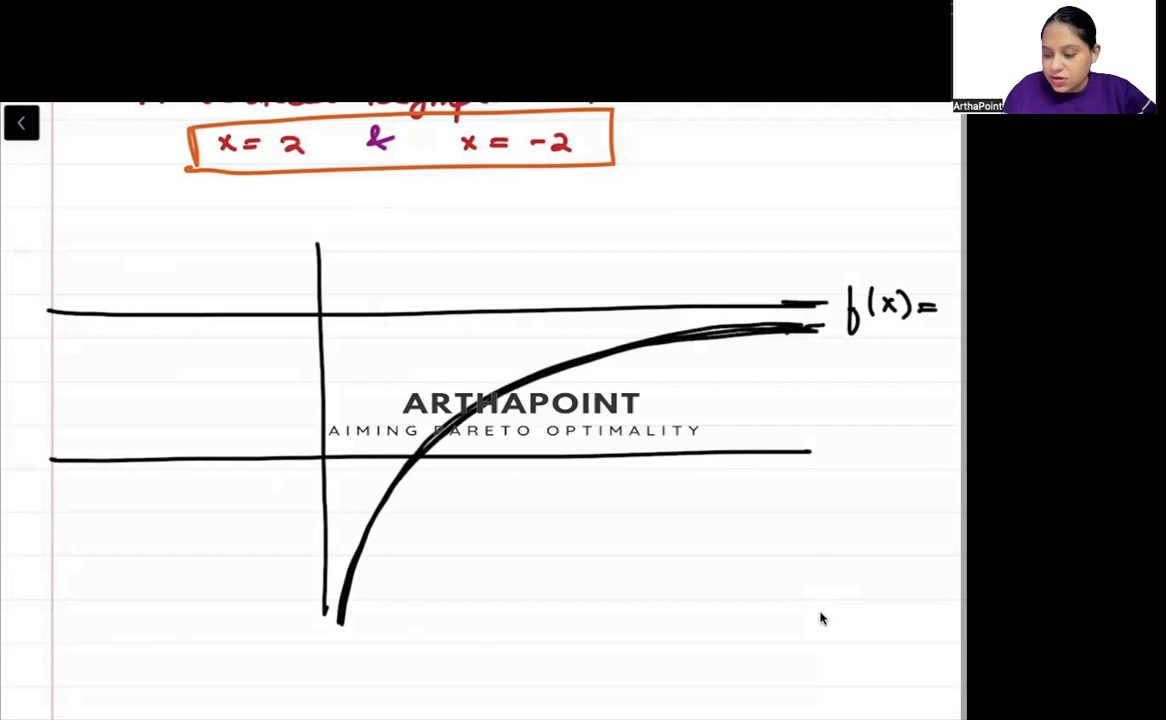 ArthaPoint
x = 2 & x = -2
f(x) =
ARTHAPOINT
AIMING PARETO OPTIMALITY